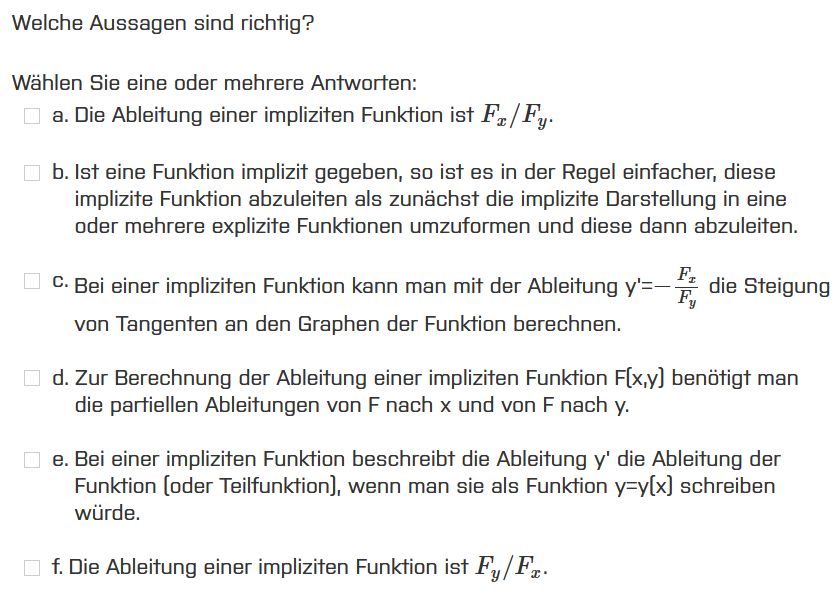 Welche Aussagen sind richtig?
Wählen Sie eine oder mehrere Antworten:
a. Die Ableitung einer impliziten Funktion ist $F_x/F_y$.
b. Ist eine Funktion implizit gegeben, so ist es in der Regel einfacher, diese
implizite Funktion abzuleiten als zunächst die implizite Darstellung in eine
oder mehrere explizite Funktionen umzuformen und diese dann abzuleiten.
c. Bei einer impliziten Funktion kann man mit der Ableitung y'=$-\frac{F_x}{F_y}$ die Steigung
von Tangenten an den Graphen der Funktion berechnen.
d. Zur Berechnung der Ableitung einer impliziten Funktion F(x,y) benötigt man
die partiellen Ableitungen von F nach x und von F nach y.
e. Bei einer impliziten Funktion beschreibt die Ableitung y' die Ableitung der
Funktion (oder Teilfunktion), wenn man sie als Funktion y=y(x) schreiben
würde.
f. Die Ableitung einer impliziten Funktion ist $F_y/F_x$.